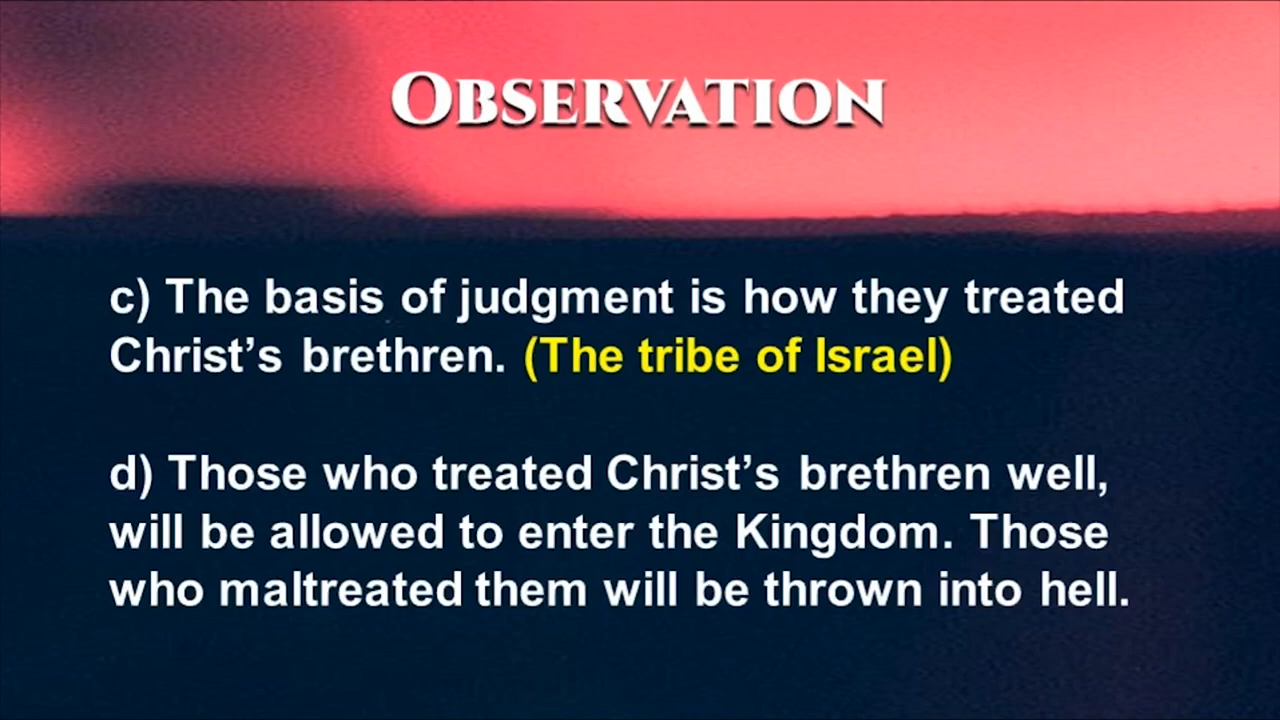 OBSERVATION
c) The basis of judgment is how they treated
Christ’s brethren. (The tribe of Israel)
d) Those who treated Christ’s brethren well,
will be allowed to enter the Kingdom. Those
who maltreated them will be thrown into hell.